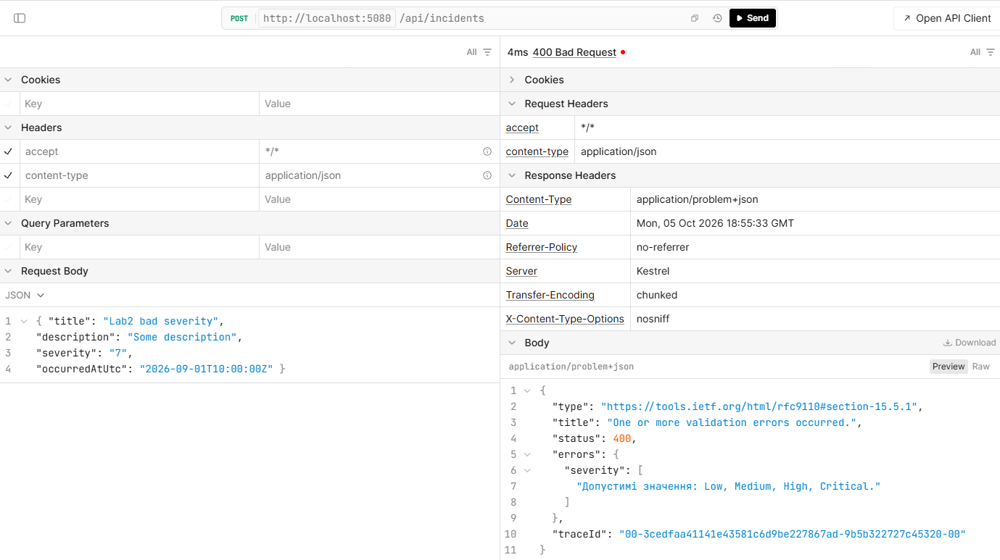 POST http://localhost:5080 /api/incidents Send Open API Client
All
Cookies
Key Value
Headers
accept */*
content-type application/json
Key Value
Query Parameters
Key Value
Request Body
JSON
1 { "title": "Lab2 bad severity",
2 "description": "Some description",
3 "severity": "7",
4 "occurredAtUtc": "2026-09-01T10:00:00Z" }
4ms 400 Bad Request All
Cookies
Request Headers
accept */*
content-type application/json
Response Headers
Content-Type application/problem+json
Date Mon, 05 Oct 2026 18:55:33 GMT
Referrer-Policy no-referrer
Server Kestrel
Transfer-Encoding chunked
X-Content-Type-Options nosniff
Body Download
application/problem+json Preview Raw
1 {
2 "type": "https://tools.ietf.org/html/rfc9110#section-15.5.1",
3 "title": "One or more validation errors occurred.",
4 "status": 400,
5 "errors": {
6 "severity": [
7 "Допустимі значення: Low, Medium, High, Critical."
8 ]
9 },
10 "traceId": "00-3cedfaa41141e43581c6d9be227867ad-9b5b322727c45320-00"
11 }